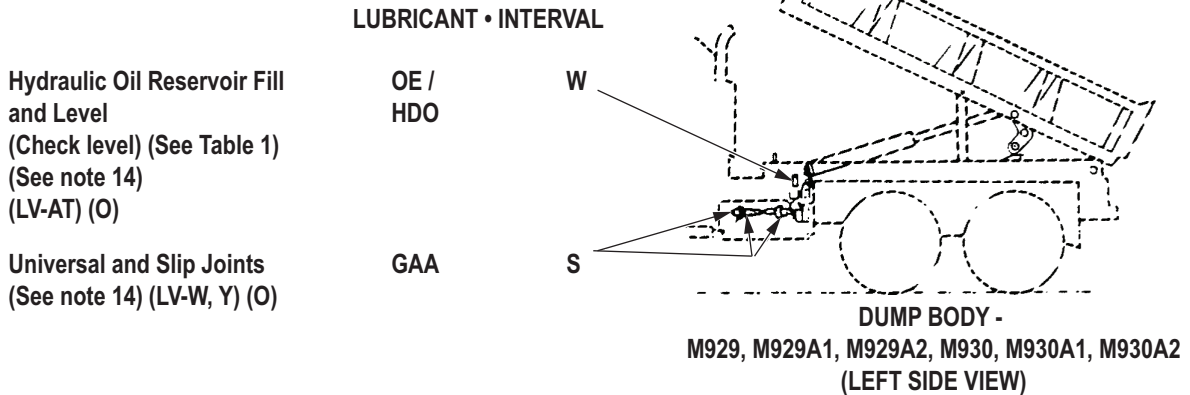 LUBRICANT • INTERVAL
Hydraulic Oil Reservoir Fill OE / W
and Level HDO
(Check level) (See Table 1)
(See note 14)
(LV-AT) (O)
Universal and Slip Joints GAA S
(See note 14) (LV-W, Y) (O)
DUMP BODY -
M929, M929A1, M929A2, M930, M930A1, M930A2
(LEFT SIDE VIEW)